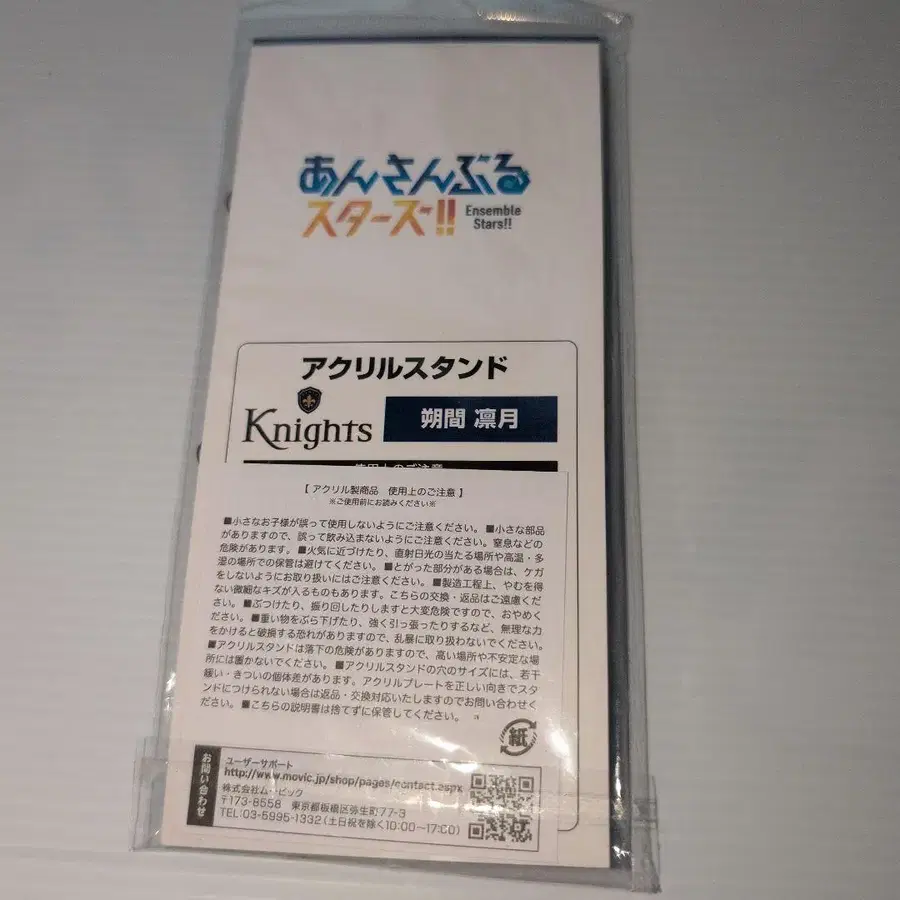 あんさんぶる
スターズ!!
Ensemble
Stars!!
アクリルスタンド
Knights
朔間 凛月
使用上のご注意
【 アクリル製商品　使用上のご注意 】
※ご使用前にお読みください※
■小さなお子様が誤って使用しないようにご注意ください。 ■小さな部品
がありますので、誤って飲み込まないようにご注意ください。窒息などの
危険があります。 ■火気に近づけたり、直射日光の当たる場所や高温・多
湿の場所での保管は避けてください。 ■とがった部分がある場合は、ケガ
をしないようにお取り扱いにはご注意ください。 ■製造工程上、やむを得
ない微細なキズが入るものもあります。こちらの交換・返品はご遠慮くだ
さい。 ■ぶつけたり、振り回したりしますと大変危険ですので、おやめく
ださい。 ■重い物をぶら下げたり、強く引っ張ったりするなど、無理な力
をかけると破損する恐れがありますので、乱暴に取り扱わないでください。
■アクリルスタンドは落下の危険がありますので、高い場所や不安定な場
所には置かないでください。 ■アクリルスタンドの穴のサイズには、若干
緩い・きついの個体差があります。アクリルプレートを正しい向きでスタ
ンドにつけられない場合は返品・交換対応いたしますのでお問い合わせく
ださい。 ■こちらの説明書は捨てずに保管してください。
紙
お問い合わせ
ユーザーサポート
http://www.movic.jp/shop/pages/contact.aspx
株式会社ムービック
〒173-8558　東京都板橋区弥生町77-3
TEL:03-5995-1332(土日祝を除く10:00~17:00)